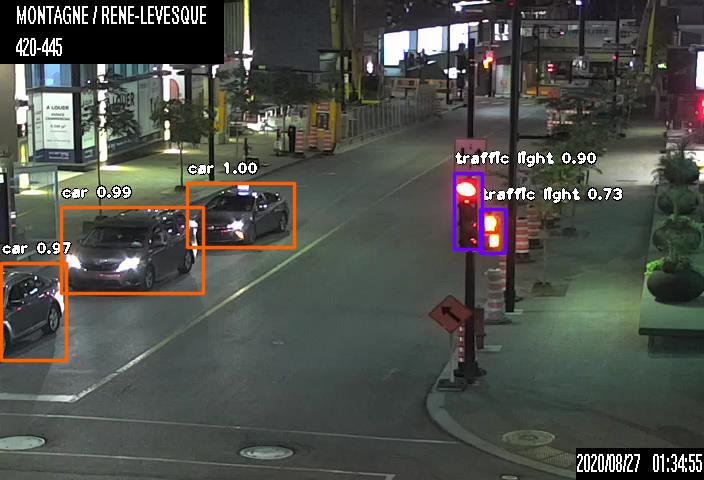 MONTAGNE / RENE-LEVESQUE
420-445
À LOUER
car 1.00
traffic light 0.90
car 0.99
traffic light 0.73
car 0.97
2020/08/27 01:34:55